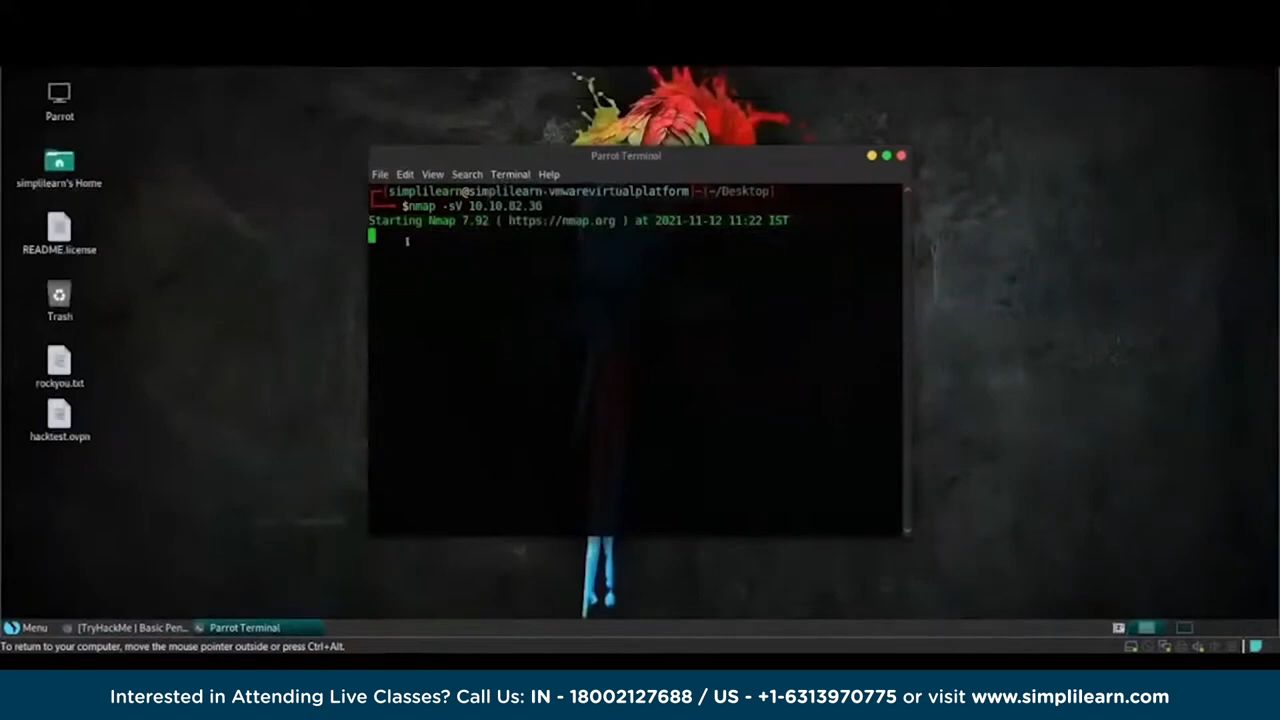 Parrot
simplilearn's Home
README.license
Trash
rockyou.txt
hacktest.ovpn
Parrot Terminal
File Edit View Search Terminal Help
[simplilearn@simplilearn-vmwarevirtualplatform]-[~/Desktop]
$nmap -sV 10.10.82.36
Starting Nmap 7.92 ( https://nmap.org ) at 2021-11-12 11:22 IST
Menu [TryHackMe | Basic Pen... Parrot Terminal
To return to your computer, move the mouse pointer outside or press Ctrl+Alt.
Interested in Attending Live Classes? Call Us: IN - 18002127688 / US - +1-6313970775 or visit www.simplilearn.com